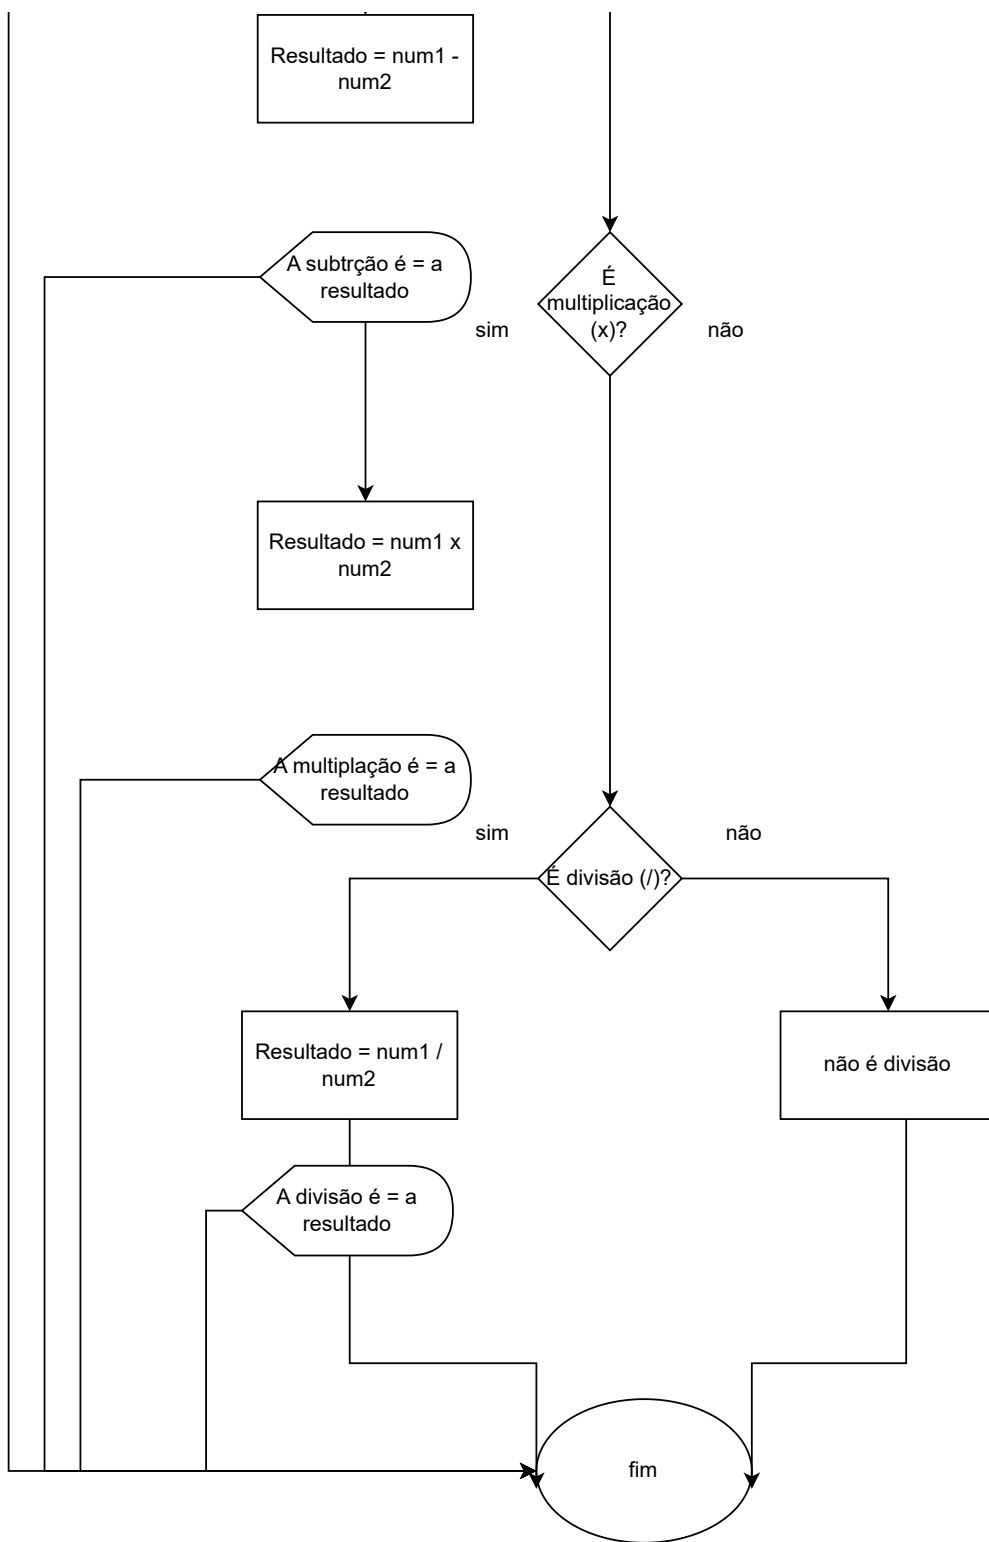 Resultado = num1 -
num2
A subtrção é = a
resultado
sim
É
multiplicação
(x)?
não
Resultado = num1 x
num2
A multiplação é = a
resultado
sim
não
É divisão (/)?
Resultado = num1 /
num2
não é divisão
A divisão é = a
resultado
fim